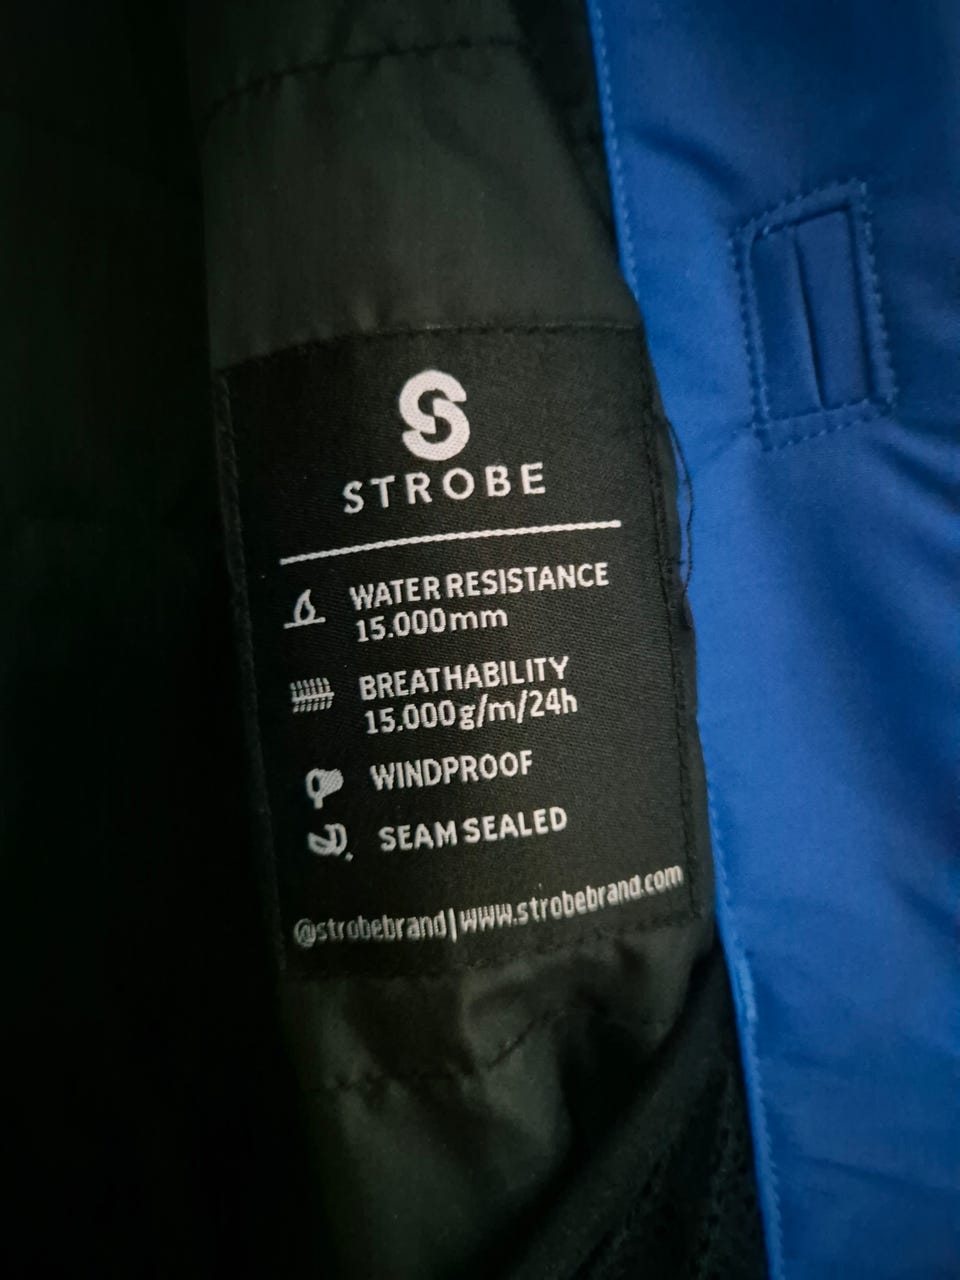 STROBE
WATER RESISTANCE
15.000mm
BREATHABILITY
15.000g/m/24h
WINDPROOF
SEAM SEALED
@strobebrand|www.strobebrand.com